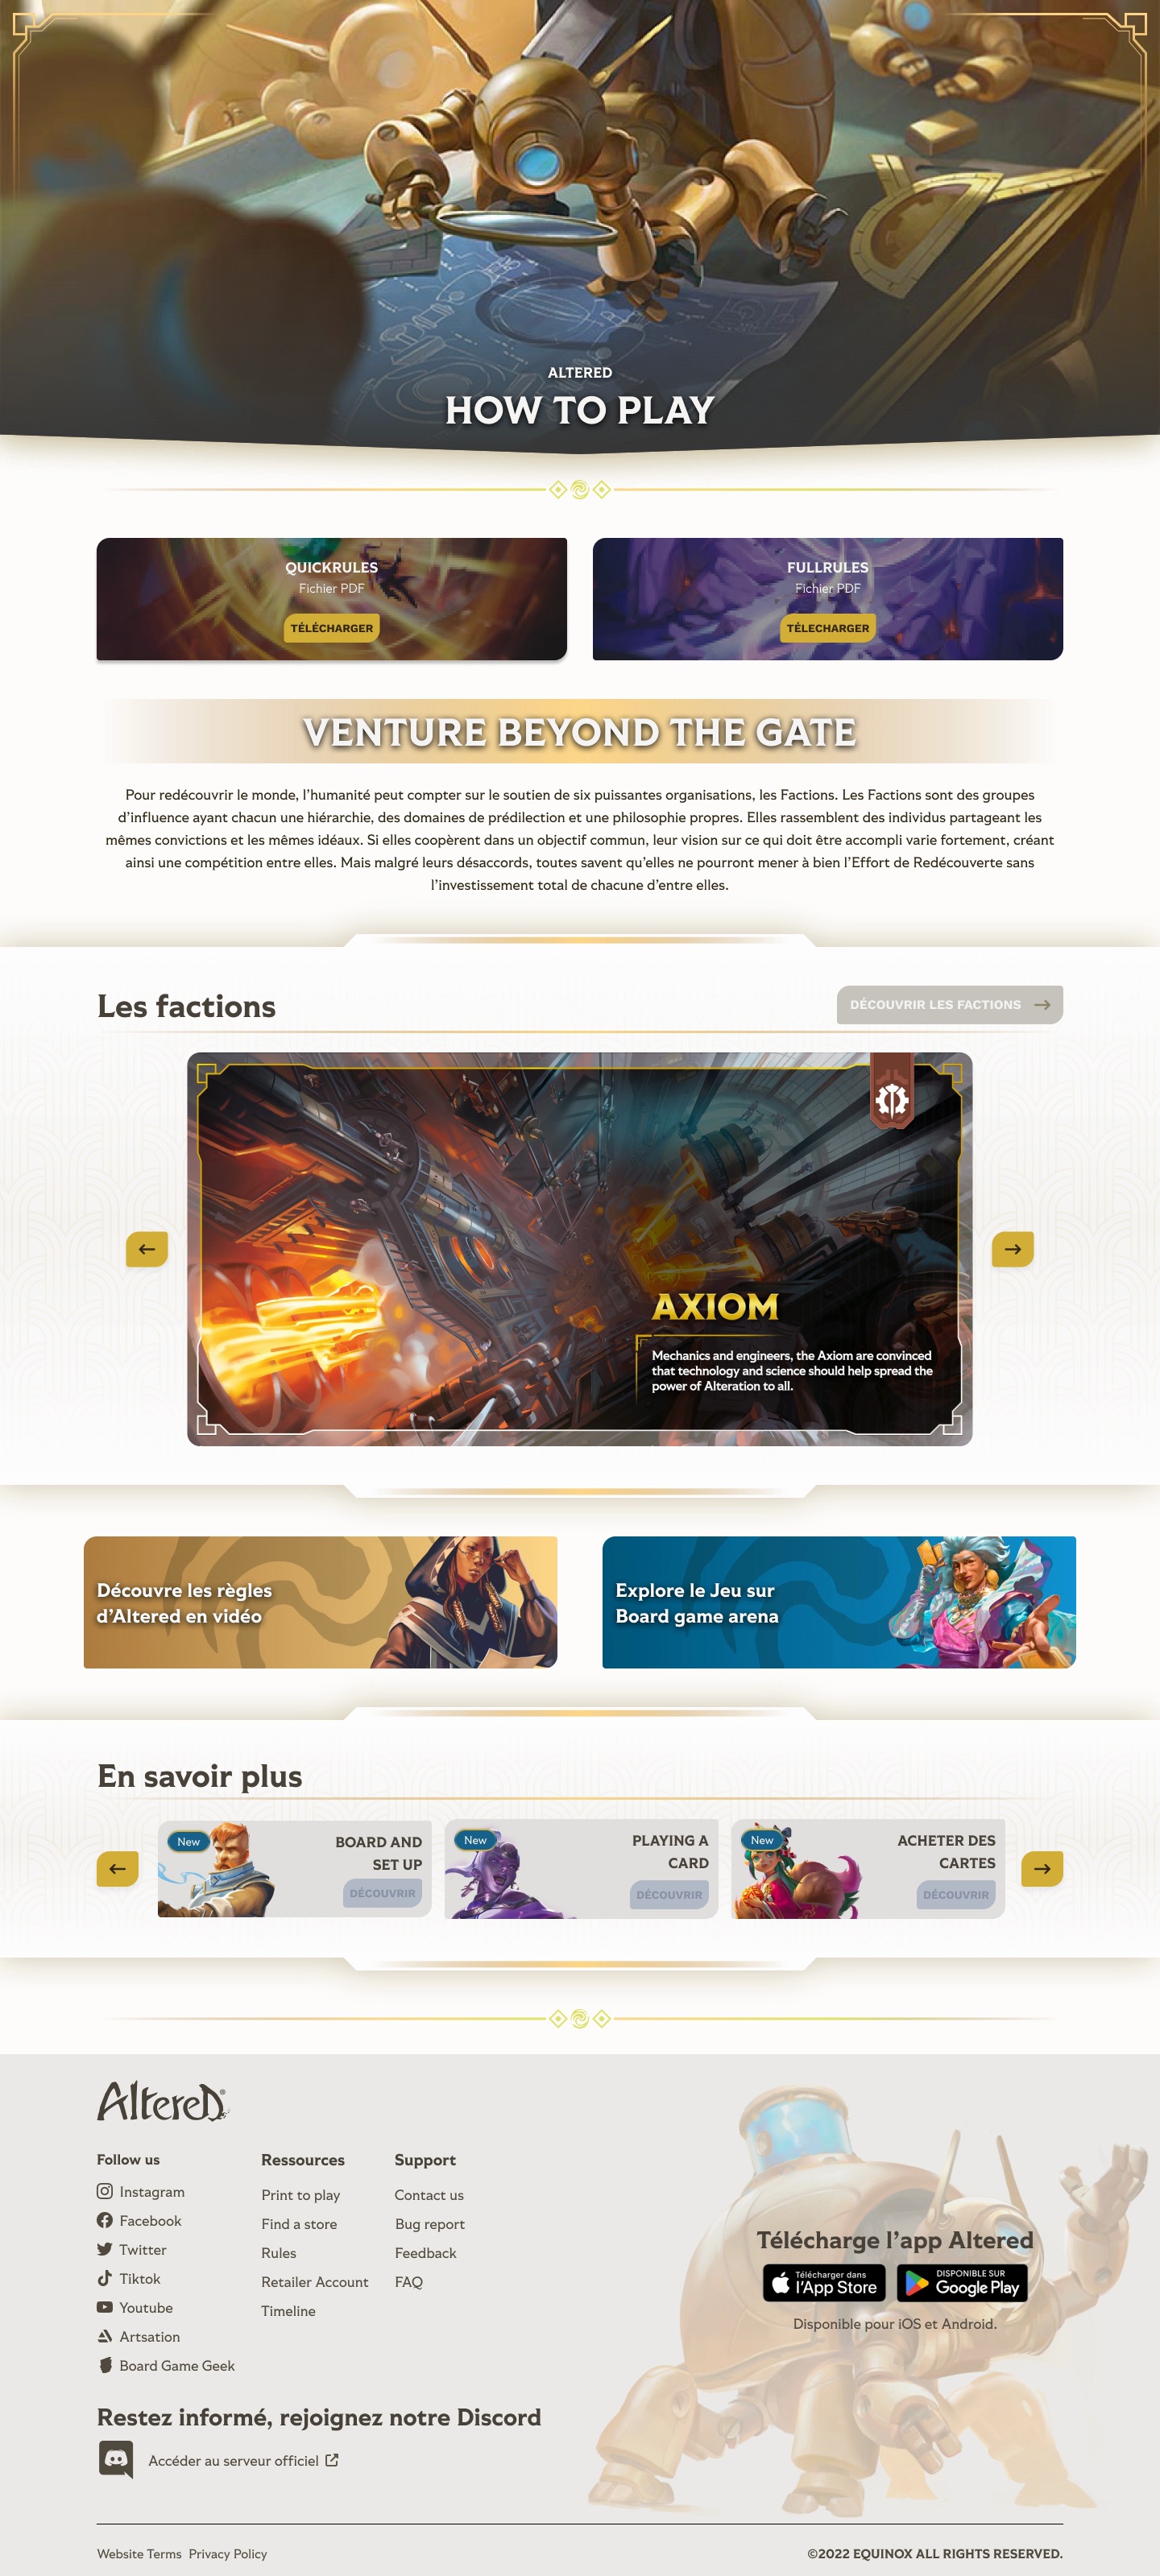 ALTERED
HOW TO PLAY
QUICKRULES
Fichier PDF
TÉLÉCHARGER
FULLRULES
Fichier PDF
TÉLECHARGER
VENTURE BEYOND THE GATE
Pour redécouvrir le monde, l’humanité peut compter sur le soutien de six puissantes organisations, les Factions. Les Factions sont des groupes
d’influence ayant chacun une hiérarchie, des domaines de prédilection et une philosophie propres. Elles rassemblent des individus partageant les
mêmes convictions et les mêmes idéaux. Si elles coopèrent dans un objectif commun, leur vision sur ce qui doit être accompli varie fortement, créant
ainsi une compétition entre elles. Mais malgré leurs désaccords, toutes savent qu’elles ne pourront mener à bien l’Effort de Redécouverte sans
l’investissement total de chacune d’entre elles.
Les factions
DÉCOUVRIR LES FACTIONS
AXIOM
Mechanics and engineers, the Axiom are convinced
that technology and science should help spread the
power of Alteration to all.
Découvre les règles
d’Altered en vidéo
Explore le Jeu sur
Board game arena
En savoir plus
New
BOARD AND
SET UP
DÉCOUVRIR
New
PLAYING A
CARD
DÉCOUVRIR
New
ACHETER DES
CARTES
DÉCOUVRIR
Altered
Follow us
Instagram
Facebook
Twitter
Tiktok
Youtube
Artsation
Board Game Geek
Ressources
Print to play
Find a store
Rules
Retailer Account
Timeline
Support
Contact us
Bug report
Feedback
FAQ
Télécharge l’app Altered
Télécharger dans
l’App Store
DISPONIBLE SUR
Google Play
Disponible pour iOS et Android.
Restez informé, rejoignez notre Discord
Accéder au serveur officiel
Website Terms Privacy Policy
©2022 EQUINOX ALL RIGHTS RESERVED.